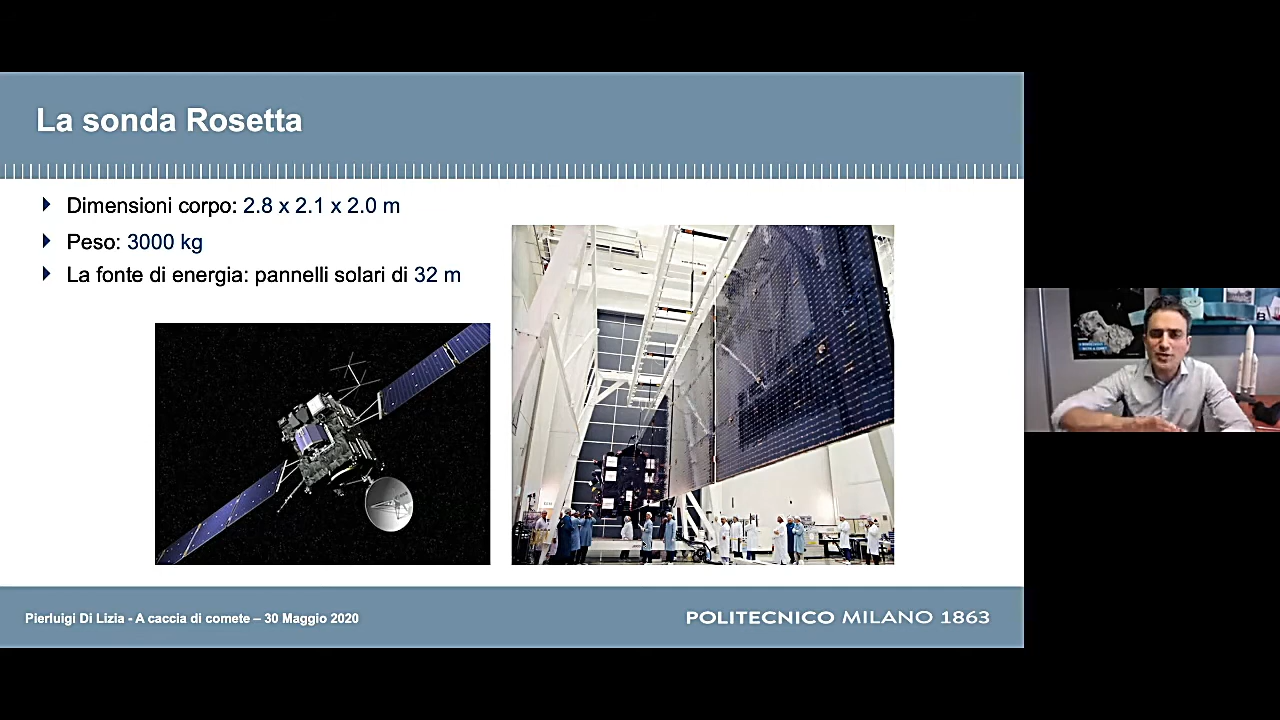 La sonda Rosetta
Dimensioni corpo: 2.8 x 2.1 x 2.0 m
Peso: 3000 kg
La fonte di energia: pannelli solari di 32 m
Pierluigi Di Lizia - A caccia di comete – 30 Maggio 2020
POLITECNICO MILANO 1863